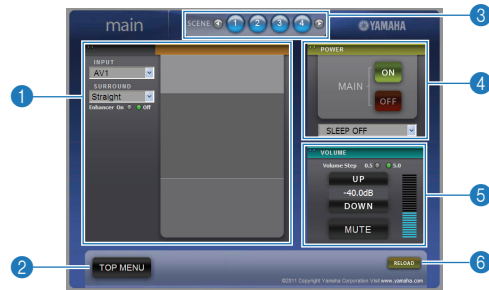 main
SCENE 1 2 3 4
YAMAHA
3
1
INPUT
AV1
SURROUND
Straight
Enhancer On Off
POWER
MAIN
ON
OFF
SLEEP OFF
4
VOLUME
Volume Step 0.5 5.0
UP
-40.0dB
DOWN
MUTE
5
2
TOP MENU
RELOAD
6
©2011 Copyright Yamaha Corporation Visit www.yamaha.com